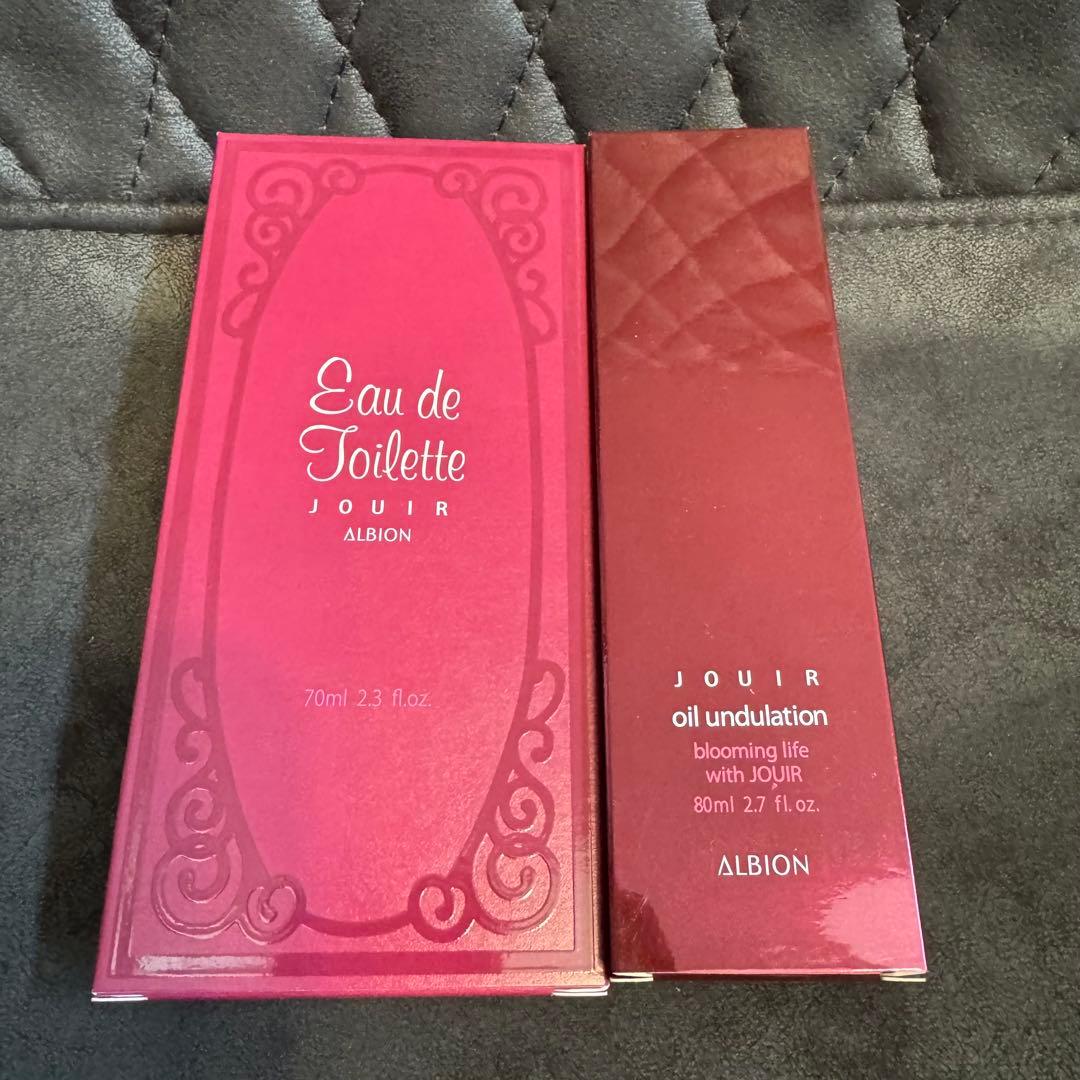 Eau de
Toilette
JOUIR
ALBION
70ml 2.3 fl.oz.
JOUIR
oil undulation
blooming life
with JOUIR
80ml 2.7 fl.oz.
ALBION